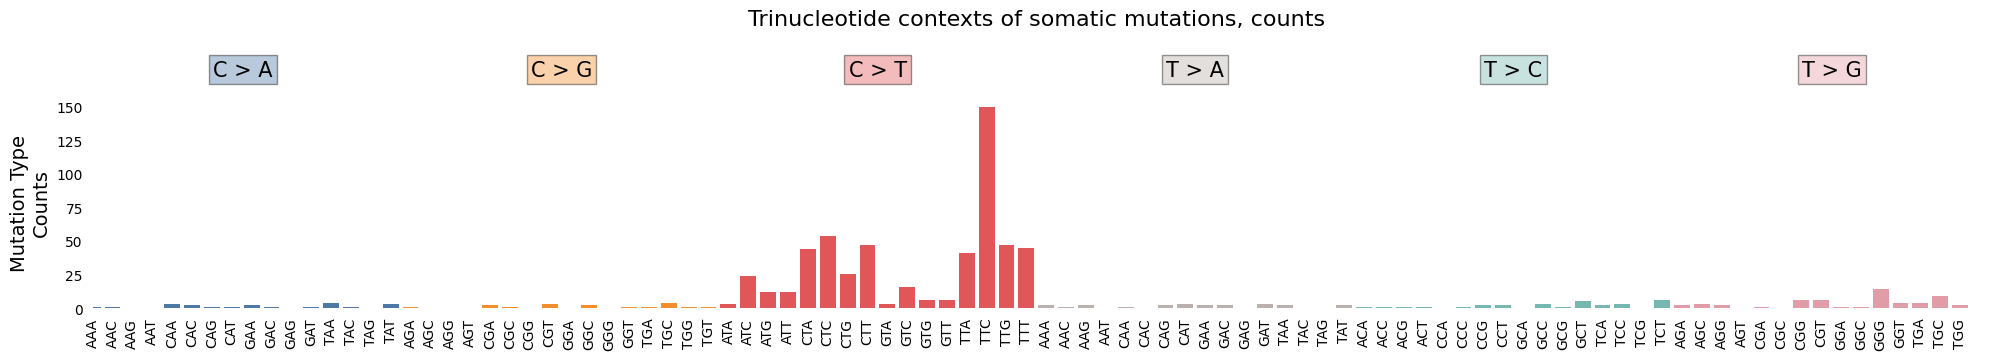 Trinucleotide contexts of somatic mutations, counts
C > A
C > G
C > T
T > A
T > C
T > G
Mutation Type
Counts
150
125
100
75
50
25
0
AAA
AAC
AAG
AAT
CAA
CAC
CAG
CAT
GAA
GAC
GAG
GAT
TAA
TAC
TAG
TAT
AGA
AGC
AGG
AGT
CGA
CGC
CGG
CGT
GGA
GGC
GGG
GGT
TGA
TGC
TGG
TGT
ATA
ATC
ATG
ATT
CTA
CTC
CTG
CTT
GTA
GTC
GTG
GTT
TTA
TTC
TTG
TTT
AAA
AAC
AAG
AAT
CAA
CAC
CAG
CAT
GAA
GAC
GAG
GAT
TAA
TAC
TAG
TAT
ACA
ACC
ACG
ACT
CCA
CCC
CCG
CCT
GCA
GCC
GCG
GCT
TCA
TCC
TCG
TCT
AGA
AGC
AGG
AGT
CGA
CGC
CGG
CGT
GGA
GGC
GGG
GGT
TGA
TGC
TGG